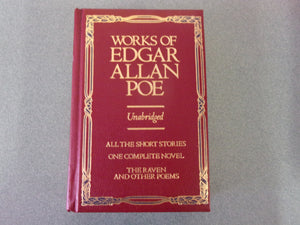 WORKS OF
EDGAR
ALLAN
POE
Unabridged
ALL THE SHORT STORIES
ONE COMPLETE NOVEL
THE RAVEN
AND OTHER POEMS